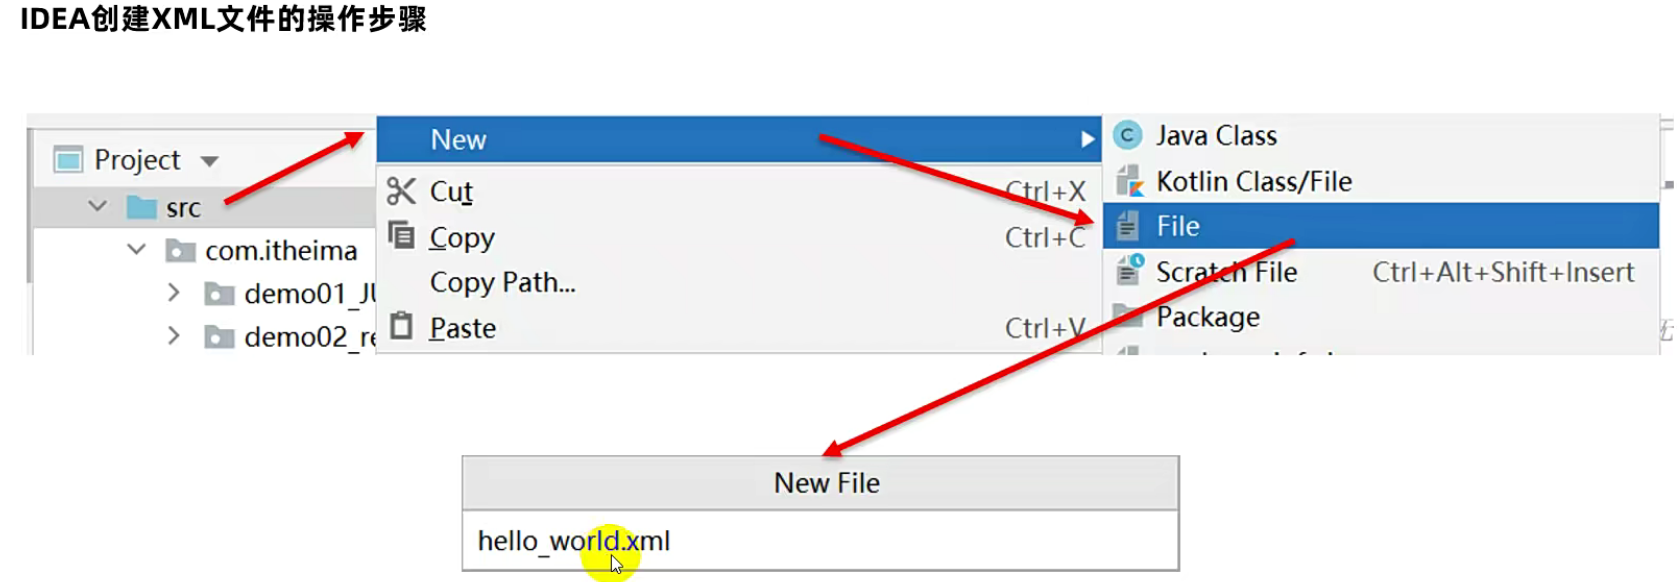 IDEA创建XML文件的操作步骤
Project
src
com.itheima
demo01_JU
demo02_re
New
Cut Ctrl+X
Copy Ctrl+C
Copy Path...
Paste Ctrl+V
Java Class
Kotlin Class/File
File
Scratch File Ctrl+Alt+Shift+Insert
Package
New File
hello_world.xml